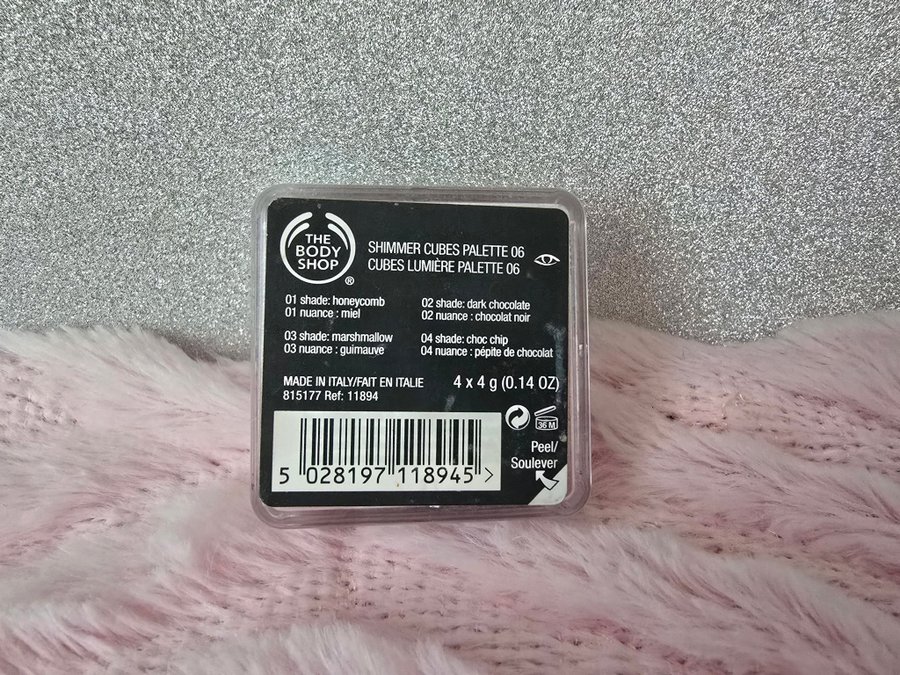 THE
BODY
SHOP
®
SHIMMER CUBES PALETTE 06
CUBES LUMIÈRE PALETTE 06
01 shade: honeycomb
01 nuance : miel
02 shade: dark chocolate
02 nuance : chocolat noir
03 shade: marshmallow
03 nuance : guimauve
04 shade: choc chip
04 nuance : pépite de chocolat
MADE IN ITALY/FAIT EN ITALIE
815177 Ref: 11894
4 x 4 g (0.14 OZ)
36 M
Peel/
Soulever
5 028197 118945 >